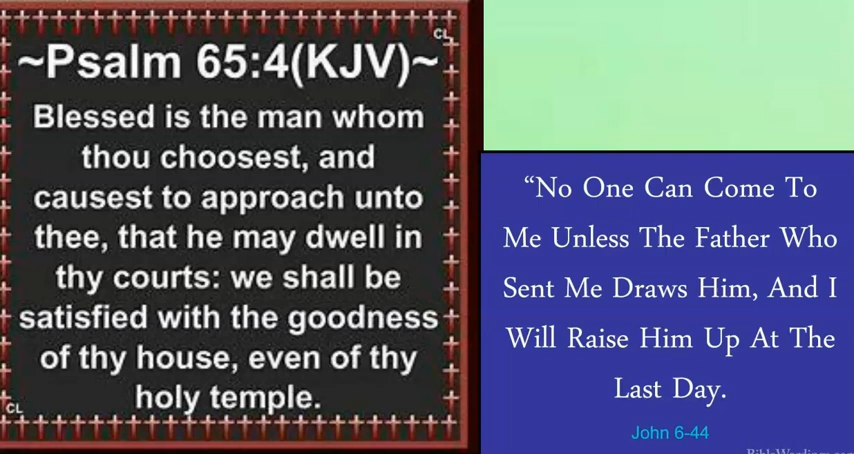 CL
~Psalm 65:4(KJV)~
Blessed is the man whom
thou choosest, and
causest to approach unto
thee, that he may dwell in
thy courts: we shall be
satisfied with the goodness
of thy house, even of thy
holy temple.
CL
“No One Can Come To
Me Unless The Father Who
Sent Me Draws Him, And I
Will Raise Him Up At The
Last Day.
John 6-44